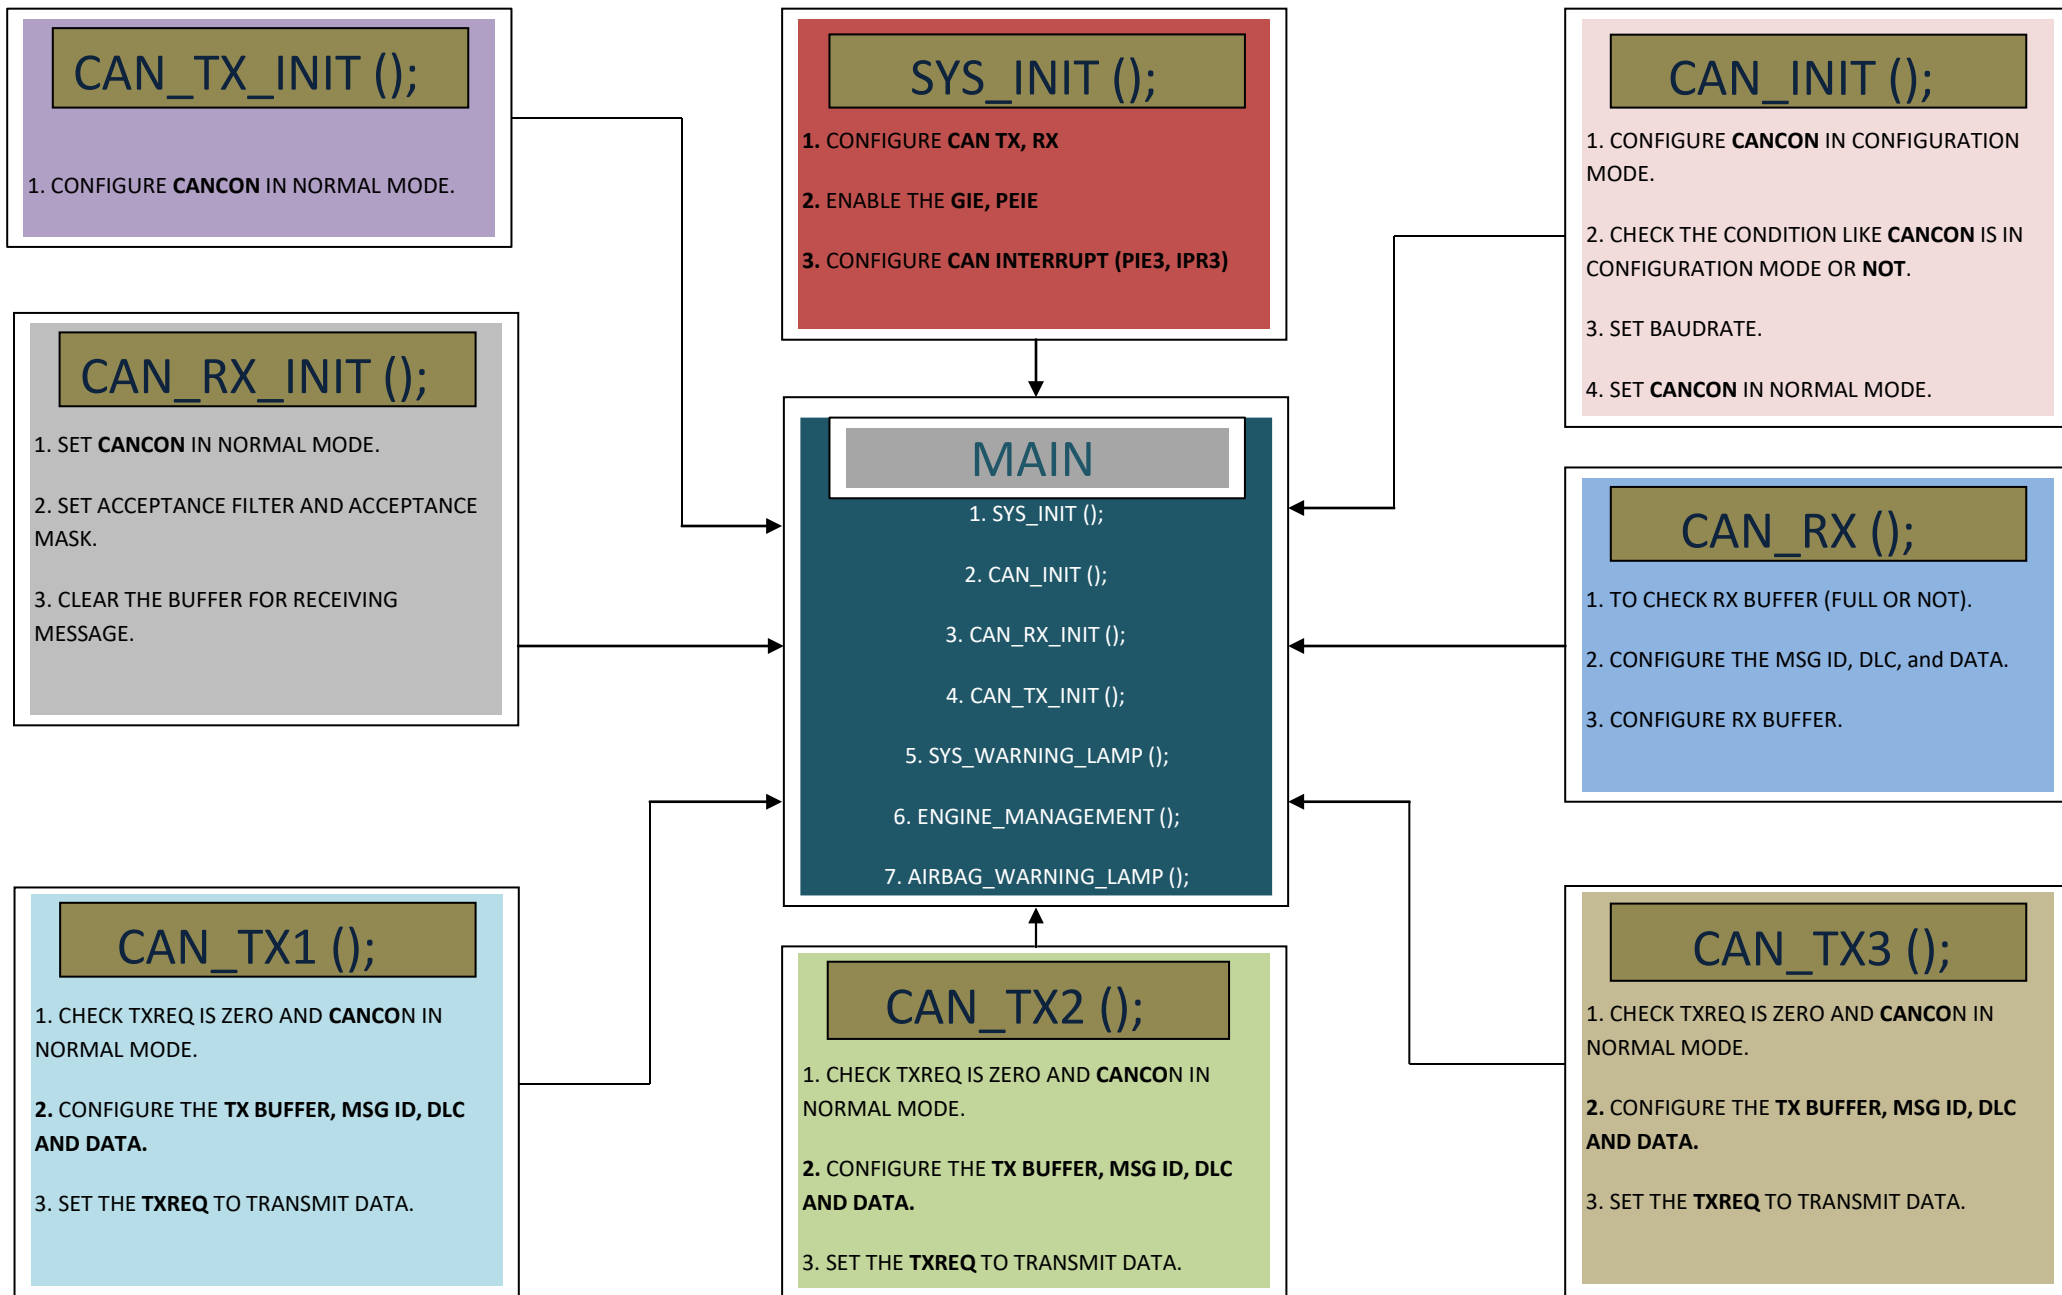 CAN_TX_INIT ();
1. CONFIGURE CANCON IN NORMAL MODE.
SYS_INIT ();
1. CONFIGURE CAN TX, RX
2. ENABLE THE GIE, PEIE
3. CONFIGURE CAN INTERRUPT (PIE3, IPR3)
CAN_INIT ();
1. CONFIGURE CANCON IN CONFIGURATION
MODE.
2. CHECK THE CONDITION LIKE CANCON IS IN
CONFIGURATION MODE OR NOT.
3. SET BAUDRATE.
4. SET CANCON IN NORMAL MODE.
CAN_RX_INIT ();
1. SET CANCON IN NORMAL MODE.
2. SET ACCEPTANCE FILTER AND ACCEPTANCE
MASK.
3. CLEAR THE BUFFER FOR RECEIVING
MESSAGE.
MAIN
1. SYS_INIT ();
2. CAN_INIT ();
3. CAN_RX_INIT ();
4. CAN_TX_INIT ();
5. SYS_WARNING_LAMP ();
6. ENGINE_MANAGEMENT ();
7. AIRBAG_WARNING_LAMP ();
CAN_RX ();
1. TO CHECK RX BUFFER (FULL OR NOT).
2. CONFIGURE THE MSG ID, DLC, and DATA.
3. CONFIGURE RX BUFFER.
CAN_TX1 ();
1. CHECK TXREQ IS ZERO AND CANCON IN
NORMAL MODE.
2. CONFIGURE THE TX BUFFER, MSG ID, DLC
AND DATA.
3. SET THE TXREQ TO TRANSMIT DATA.
CAN_TX2 ();
1. CHECK TXREQ IS ZERO AND CANCON IN
NORMAL MODE.
2. CONFIGURE THE TX BUFFER, MSG ID, DLC
AND DATA.
3. SET THE TXREQ TO TRANSMIT DATA.
CAN_TX3 ();
1. CHECK TXREQ IS ZERO AND CANCON IN
NORMAL MODE.
2. CONFIGURE THE TX BUFFER, MSG ID, DLC
AND DATA.
3. SET THE TXREQ TO TRANSMIT DATA.